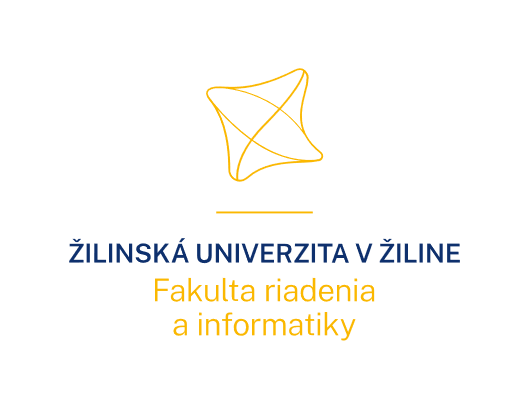 ŽILINSKÁ UNIVERZITA V ŽILINE
Fakulta riadenia
a informatiky